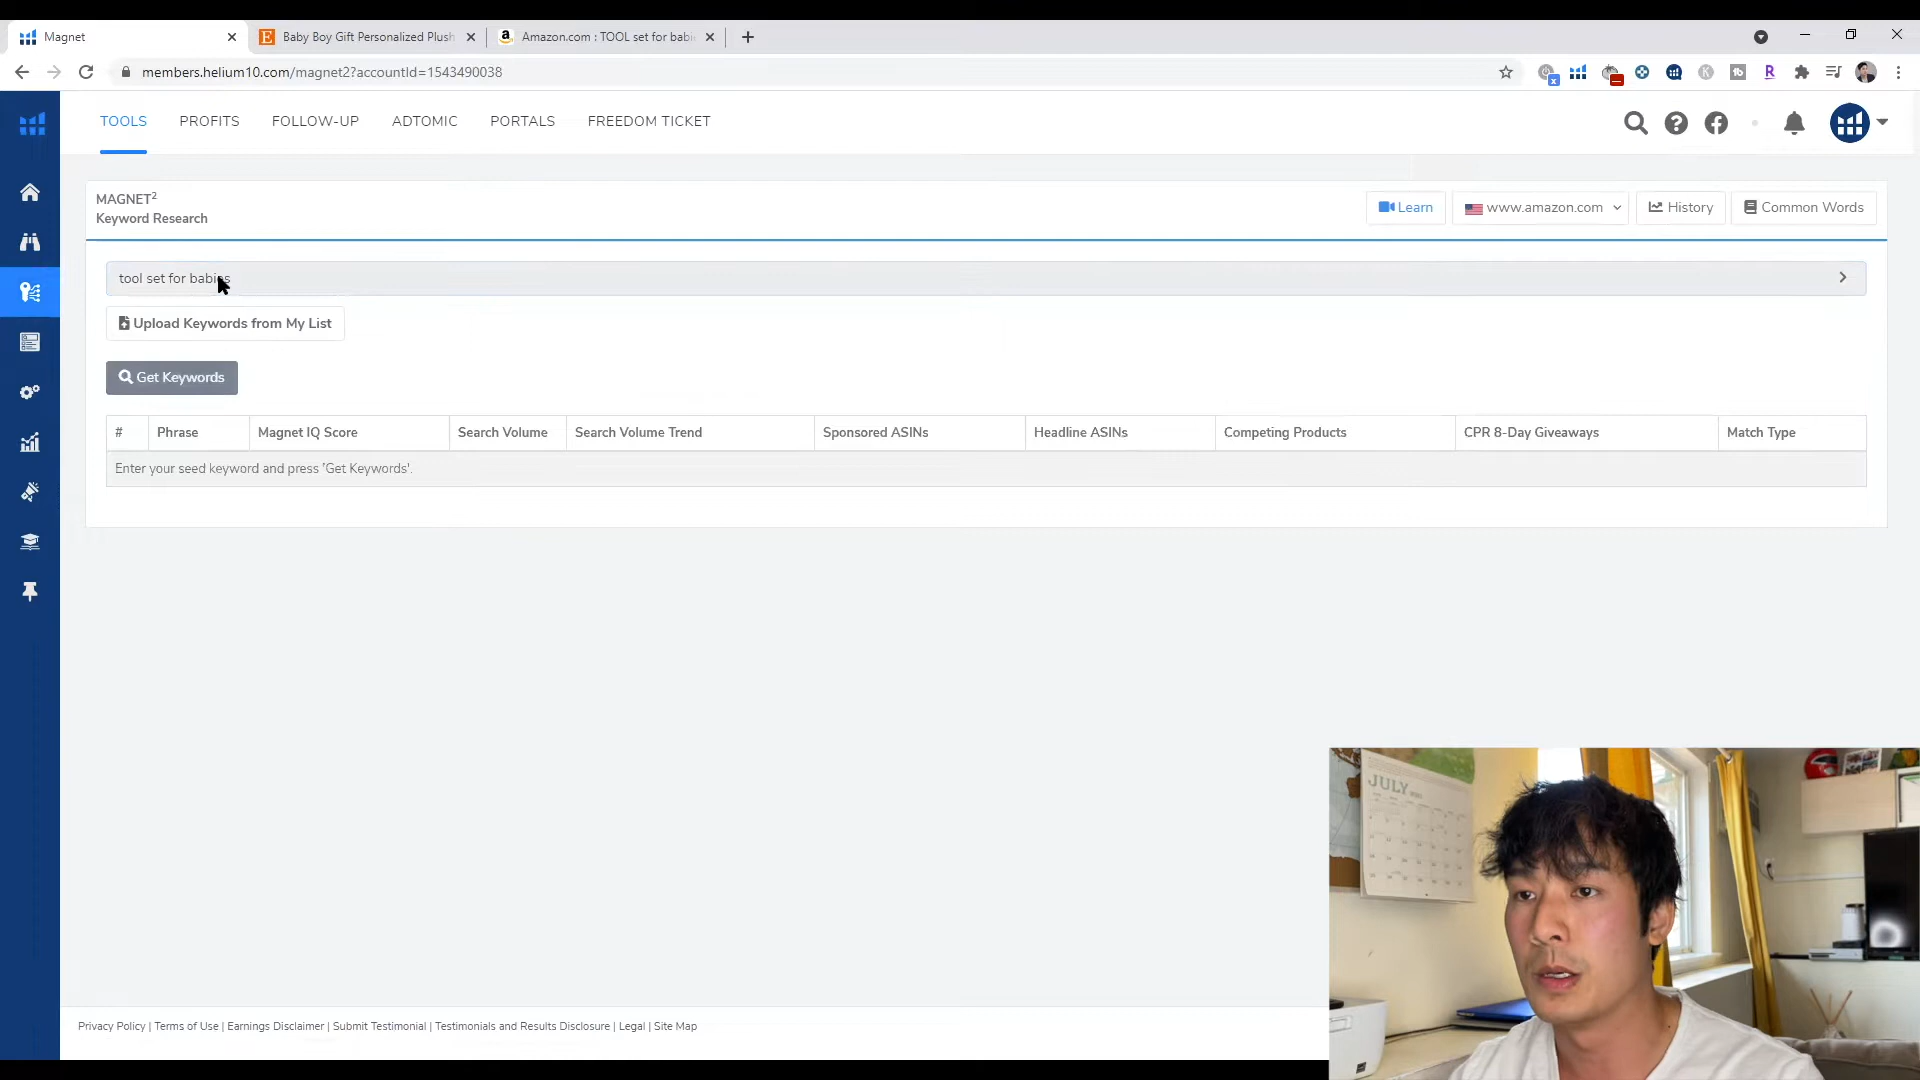 Magnet
Baby Boy Gift Personalized Plush
Amazon.com : TOOL set for babi
members.helium10.com/magnet2?accountId=1543490038
TOOLS PROFITS FOLLOW-UP ADTOMIC PORTALS FREEDOM TICKET
MAGNET²
Keyword Research
Learn www.amazon.com History Common Words
tool set for babies
Upload Keywords from My List
Get Keywords
# Phrase Magnet IQ Score Search Volume Search Volume Trend Sponsored ASINs Headline ASINs Competing Products CPR 8-Day Giveaways Match Type
Enter your seed keyword and press 'Get Keywords'.
JULY
Privacy Policy | Terms of Use | Earnings Disclaimer | Submit Testimonial | Testimonials and Results Disclosure | Legal | Site Map